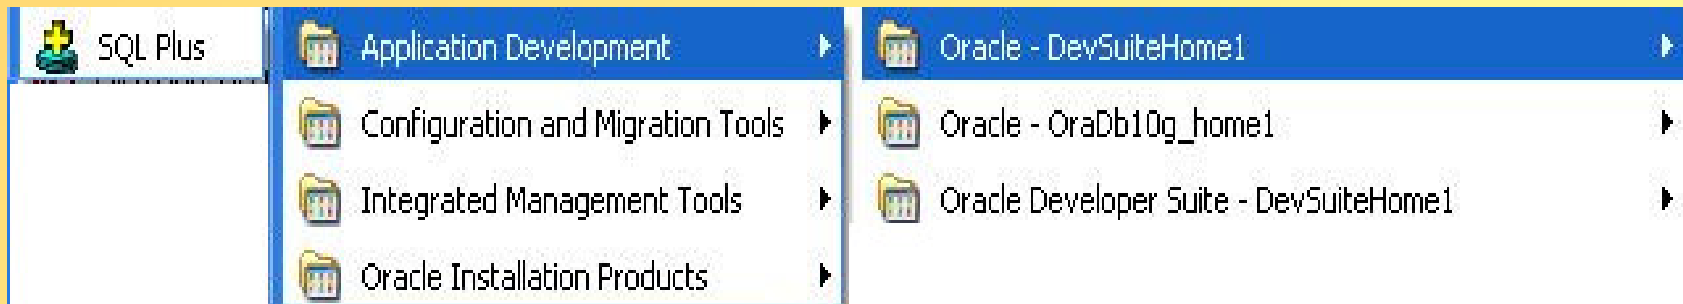 SQL Plus
Application Development
Configuration and Migration Tools
Integrated Management Tools
Oracle Installation Products
Oracle - DevSuiteHome1
Oracle - OraDb10g_home1
Oracle Developer Suite - DevSuiteHome1